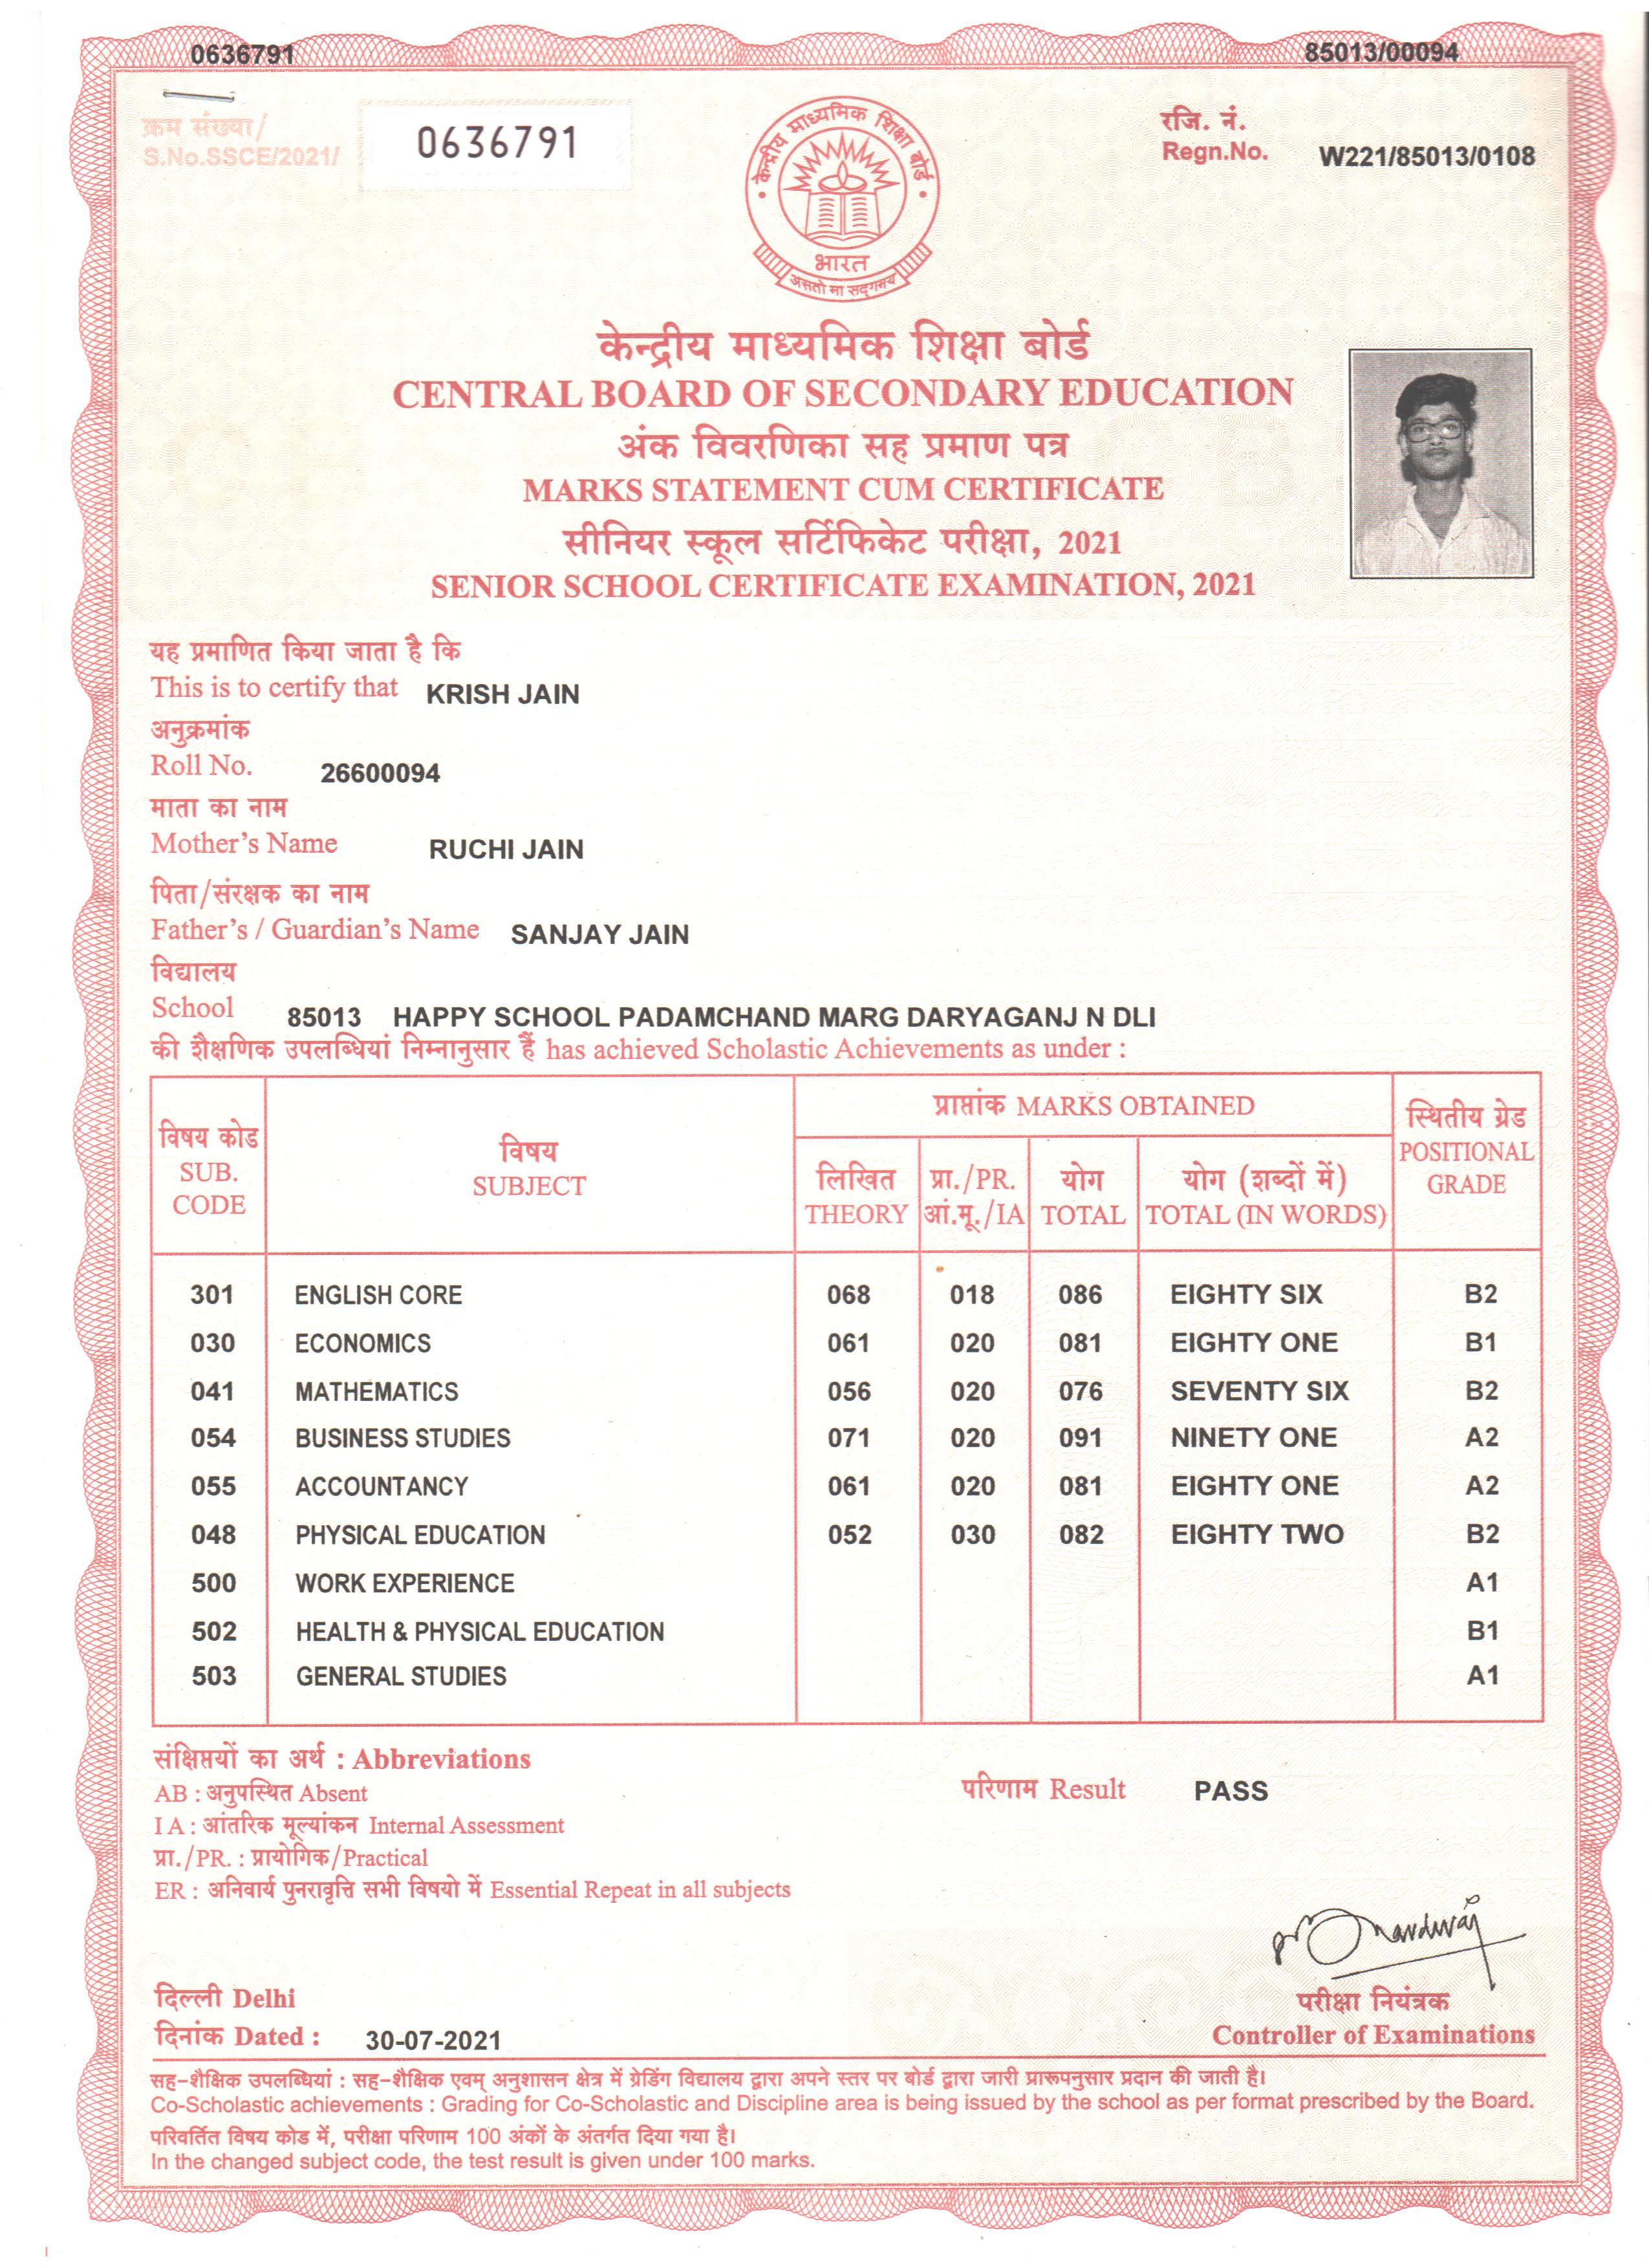 0636791 85013/00094
क्रम संख्या/
S.No.SSCE/2021/ 0636791
रजि. नं.
Regn.No. W221/85013/0108
केन्द्रीय माध्यमिक शिक्षा बोर्ड
भारत
असतो मा सद्गमय
केन्द्रीय माध्यमिक शिक्षा बोर्ड
CENTRAL BOARD OF SECONDARY EDUCATION
अंक विवरणिका सह प्रमाण पत्र
MARKS STATEMENT CUM CERTIFICATE
सीनियर स्कूल सर्टिफिकेट परीक्षा, 2021
SENIOR SCHOOL CERTIFICATE EXAMINATION, 2021
यह प्रमाणित किया जाता है कि
This is to certify that KRISH JAIN
अनुक्रमांक
Roll No. 26600094
माता का नाम
Mother's Name RUCHI JAIN
पिता/संरक्षक का नाम
Father's / Guardian's Name SANJAY JAIN
विद्यालय
School 85013 HAPPY SCHOOL PADAMCHAND MARG DARYAGANJ N DLI
की शैक्षणिक उपलब्धियां निम्नानुसार हैं has achieved Scholastic Achievements as under :
विषय कोड
SUB.
CODE
विषय
SUBJECT
प्राप्तांक MARKS OBTAINED
लिखित
THEORY
प्रा./PR.
आं.मू./IA
योग
TOTAL
योग (शब्दों में)
TOTAL (IN WORDS)
स्थितीय ग्रेड
POSITIONAL
GRADE
301 ENGLISH CORE 068 018 086 EIGHTY SIX B2
030 ECONOMICS 061 020 081 EIGHTY ONE B1
041 MATHEMATICS 056 020 076 SEVENTY SIX B2
054 BUSINESS STUDIES 071 020 091 NINETY ONE A2
055 ACCOUNTANCY 061 020 081 EIGHTY ONE A2
048 PHYSICAL EDUCATION 052 030 082 EIGHTY TWO B2
500 WORK EXPERIENCE A1
502 HEALTH & PHYSICAL EDUCATION B1
503 GENERAL STUDIES A1
संक्षिप्तियों का अर्थ : Abbreviations
AB : अनुपस्थित Absent
परिणाम Result PASS
I A : आंतरिक मूल्यांकन Internal Assessment
प्रा./PR. : प्रायोगिक/Practical
ER : अनिवार्य पुनरावृत्ति सभी विषयो में Essential Repeat in all subjects
दिल्ली Delhi
दिनांक Dated : 30-07-2021
परीक्षा नियंत्रक
Controller of Examinations
सह-शैक्षिक उपलब्धियां : सह-शैक्षिक एवम् अनुशासन क्षेत्र में ग्रेडिंग विद्यालय द्वारा अपने स्तर पर बोर्ड द्वारा जारी प्रारूपनुसार प्रदान की जाती है।
Co-Scholastic achievements : Grading for Co-Scholastic and Discipline area is being issued by the school as per format prescribed by the Board.
परिवर्तित विषय कोड में, परीक्षा परिणाम 100 अंकों के अंतर्गत दिया गया है।
In the changed subject code, the test result is given under 100 marks.